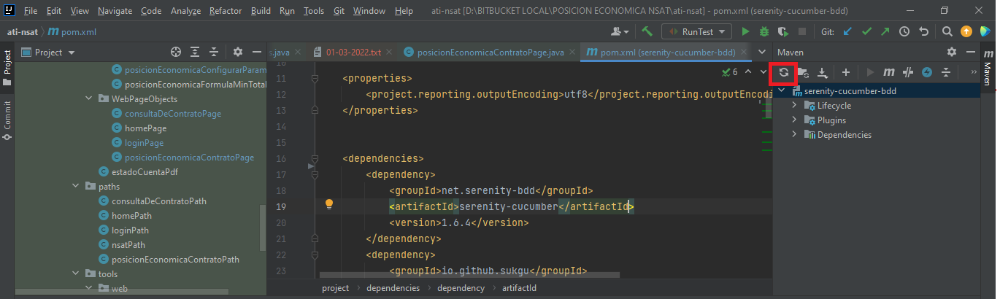 File Edit View Navigate Code Analyze Refactor Build Run Tools Git Window Help ati-nsat [D:\BITBUCKET LOCAL\POSICION ECONOMICA NSAT\ati-nsat] - pom.xml (serenity-cucumber-bdd)
ati-nsat pom.xml RunTest Git:
Project
s.java 01-03-2022.txt posicionEconomicaContratoPage.java pom.xml (serenity-cucumber-bdd)
Maven
Project
Commit
posicionEconomicaConfigurarParam
posicionEconomicaFormulaMinTotal
WebPageObjects
consultaDeContratoPage
homePage
loginPage
posicionEconomicaContratoPage
estadoCuentaPdf
paths
consultaDeContratoPath
homePath
loginPath
nsatPath
posicionEconomicaContratoPath
tools
web
6
10
11 <properties>
12 <project.reporting.outputEncoding>utf8</project.reporting.outputEncodi
13 </properties>
14
15
16 <dependencies>
17 <dependency>
18 <groupId>net.serenity-bdd</groupId>
19 <artifactId>serenity-cucumber</artifactId>
20 <version>1.6.4</version>
21 </dependency>
22 <dependency>
23 <groupId>io.github.sukgu</groupId>
project dependencies dependency artifactId
serenity-cucumber-bdd
Lifecycle
Plugins
Dependencies
Maven